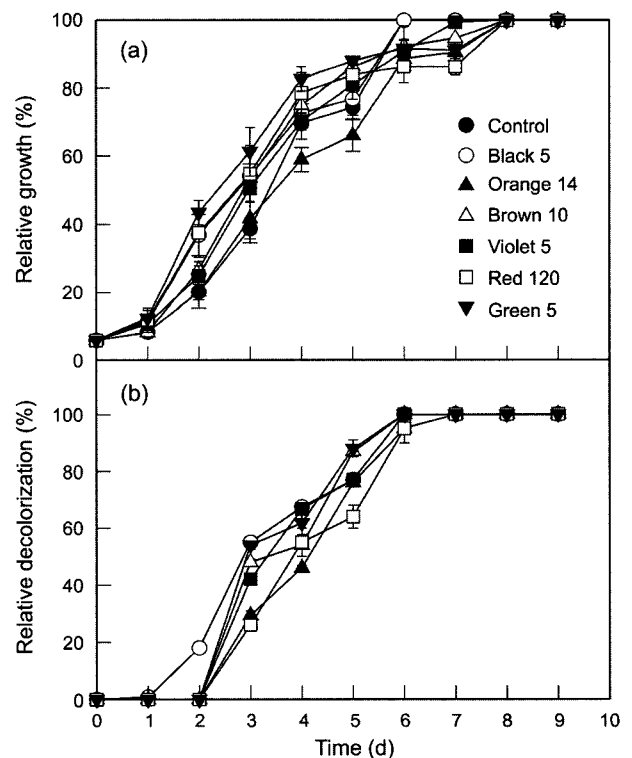 (a)
Relative growth (%)
100
80
60
40
20
0
Control
Black 5
Orange 14
Brown 10
Violet 5
Red 120
Green 5
(b)
Relative decolorization (%)
100
80
60
40
20
0
0 1 2 3 4 5 6 7 8 9 10
Time (d)